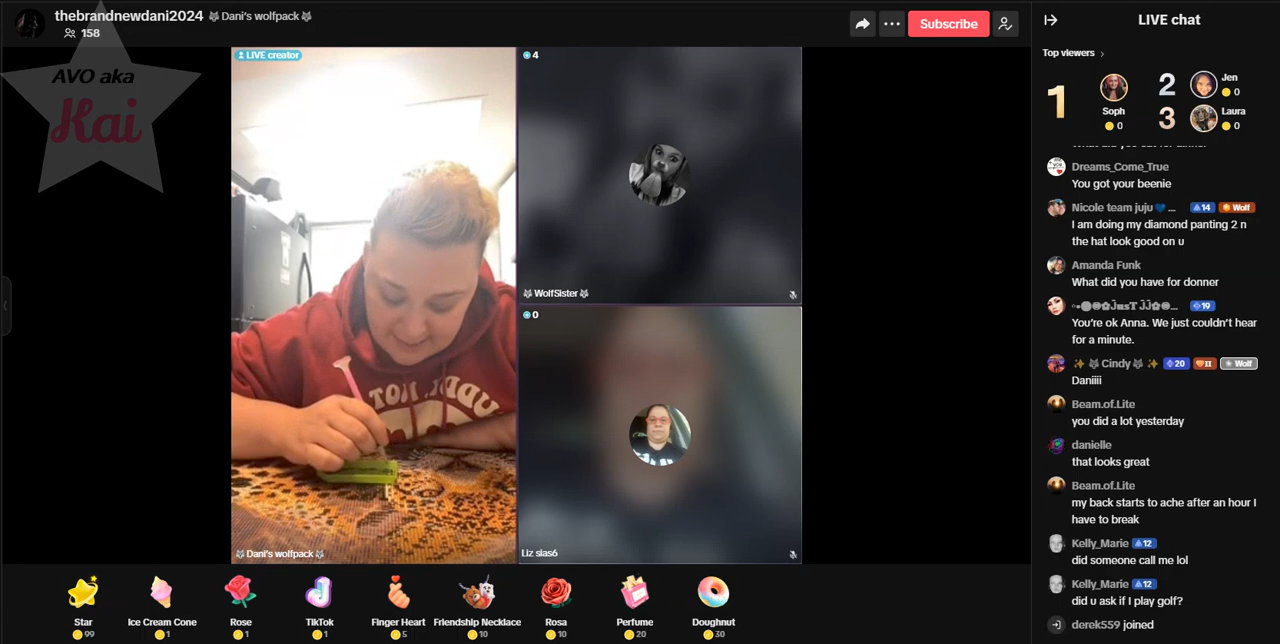 thebrandnewdani2024 🐺Dani's wolfpack🐺
158
Subscribe
AVO aka
Kai
LIVE creator
4
🐺WolfSister🐺
0
🐺Dani's wolfpack🐺
Liz sias6
Star
99
Ice Cream Cone
1
Rose
1
TikTok
1
Finger Heart
5
Friendship Necklace
10
Rosa
10
Perfume
20
Doughnut
30
LIVE chat
Top viewers >
1
Soph
0
2
Jen
0
3
Laura
0
Dreams_Come_True
You got your beenie
Nicole team juju💙... 14 Wolf
I am doing my diamond panting 2 n
the hat look good on u
Amanda Funk
What did you have for donner
19
You're ok Anna. We just couldn't hear
for a minute.
✨🐺Cindy🐺✨ 20 II Wolf
Daniiii
Beam.of.Lite
you did a lot yesterday
danielle
that looks great
Beam.of.Lite
my back starts to ache after an hour I
have to break
Kelly_Marie 12
did someone call me lol
Kelly_Marie 12
did u ask if I play golf?
derek559 joined